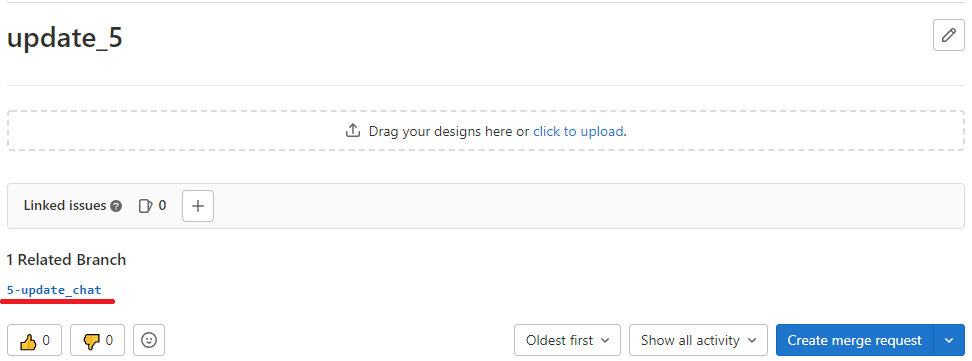 update_5
Drag your designs here or click to upload.
Linked issues ? 0 +
1 Related Branch
5-update_chat
0 0 Oldest first Show all activity Create merge request